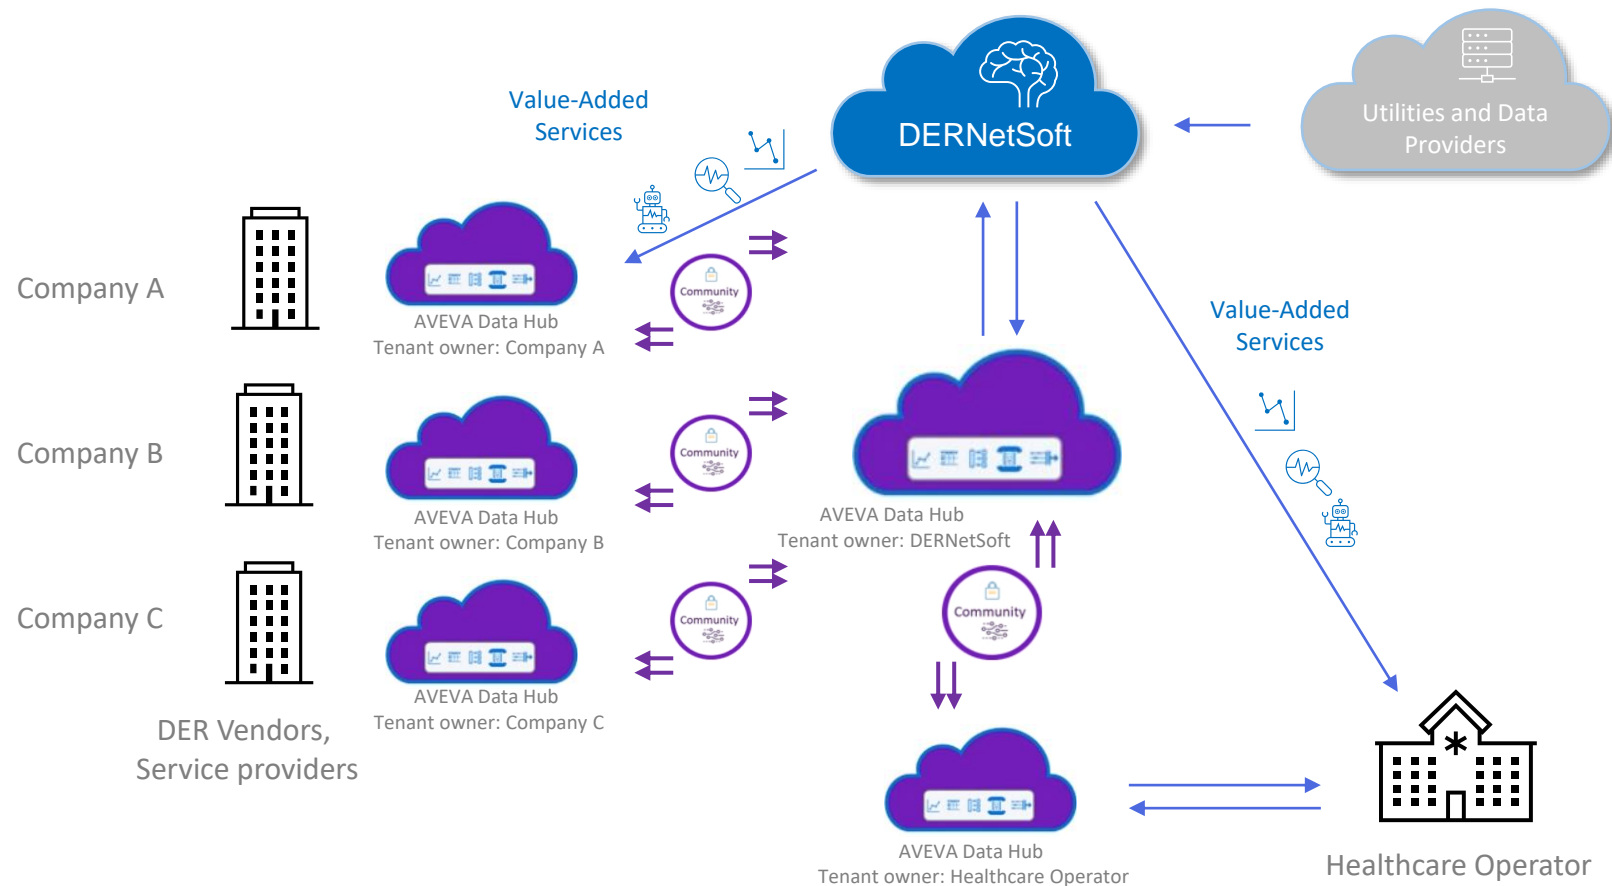 Value-Added
Services
DERNetSoft
Utilities and Data
Providers
Company A
Community
AVEVA Data Hub
Tenant owner: Company A
Value-Added
Services
Company B
Community
AVEVA Data Hub
Tenant owner: Company B
AVEVA Data Hub
Tenant owner: DERNetSoft
Company C
Community
Community
AVEVA Data Hub
Tenant owner: Company C
DER Vendors,
Service providers
AVEVA Data Hub
Tenant owner: Healthcare Operator
Healthcare Operator